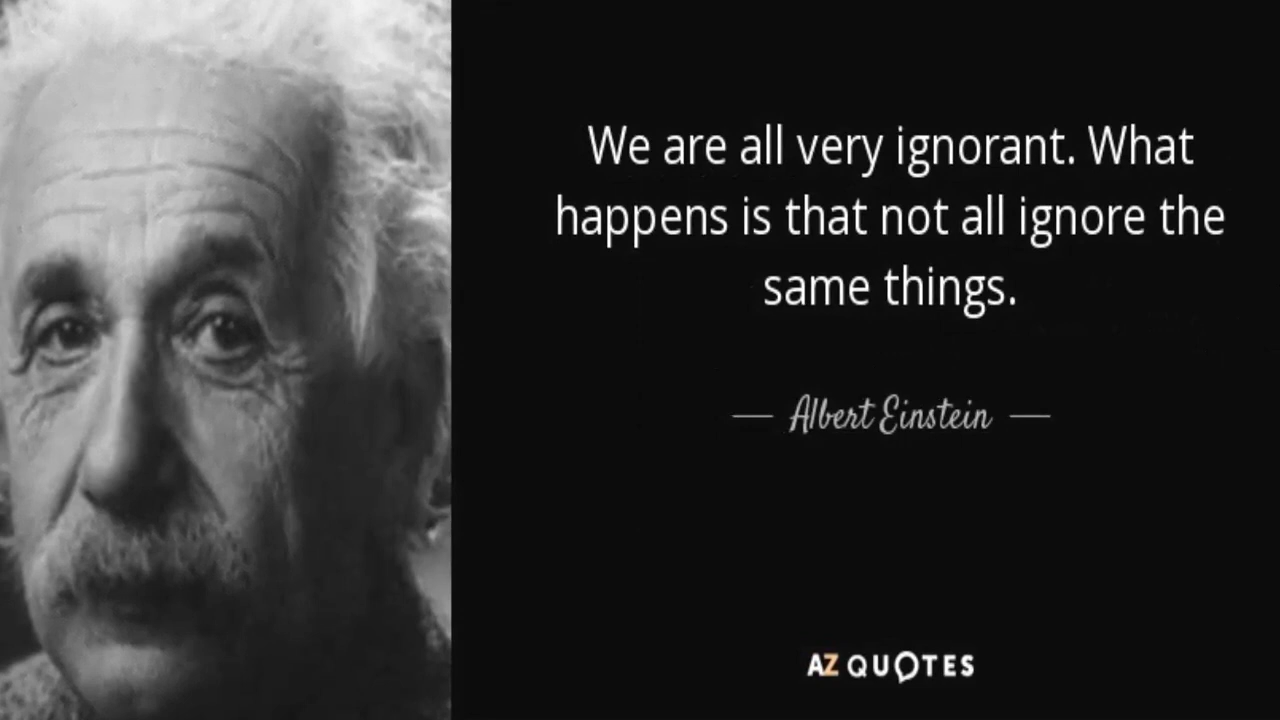 We are all very ignorant. What
happens is that not all ignore the
same things.
— Albert Einstein —
AZ QUOTES